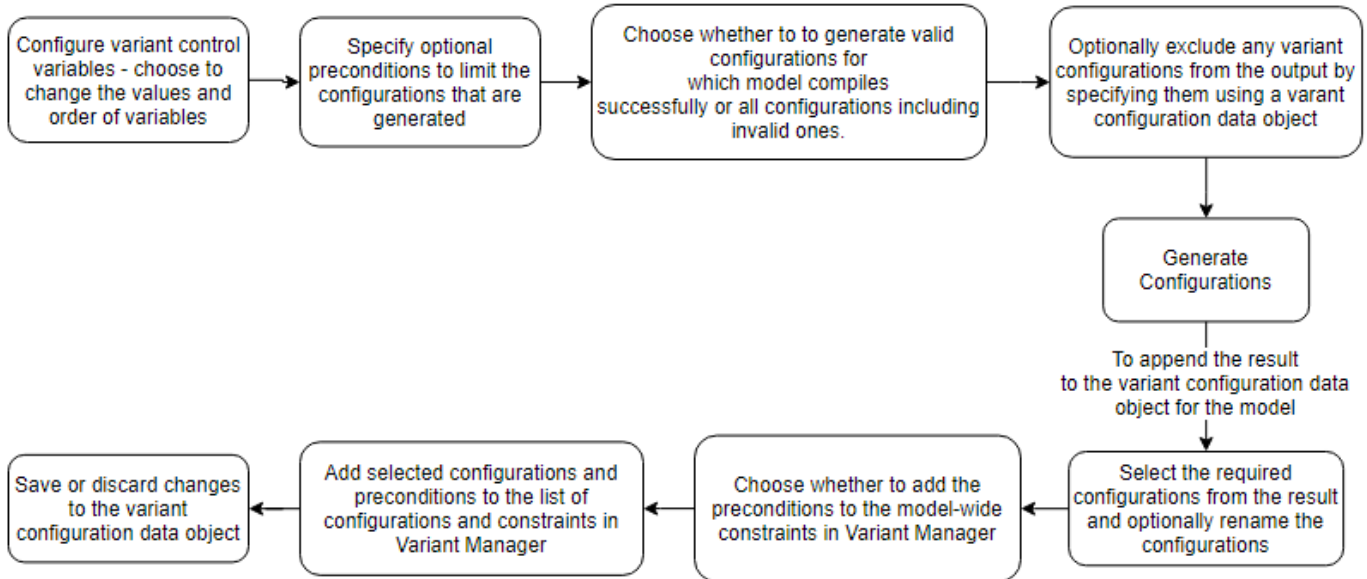 Configure variant control
variables - choose to
change the values and
order of variables
Specify optional
preconditions to limit the
configurations that are
generated
Choose whether to to generate valid
configurations for
which model compiles
successfully or all configurations including
invalid ones.
Optionally exclude any variant
configurations from the output by
specifying them using a varant
configuration data object
Generate
Configurations
To append the result
to the variant configuration data
object for the model
Select the required
configurations from the result
and optionally rename the
configurations
Choose whether to add the
preconditions to the model-wide
constraints in Variant Manager
Add selected configurations and
preconditions to the list of
configurations and constraints in
Variant Manager
Save or discard changes
to the variant
configuration data object